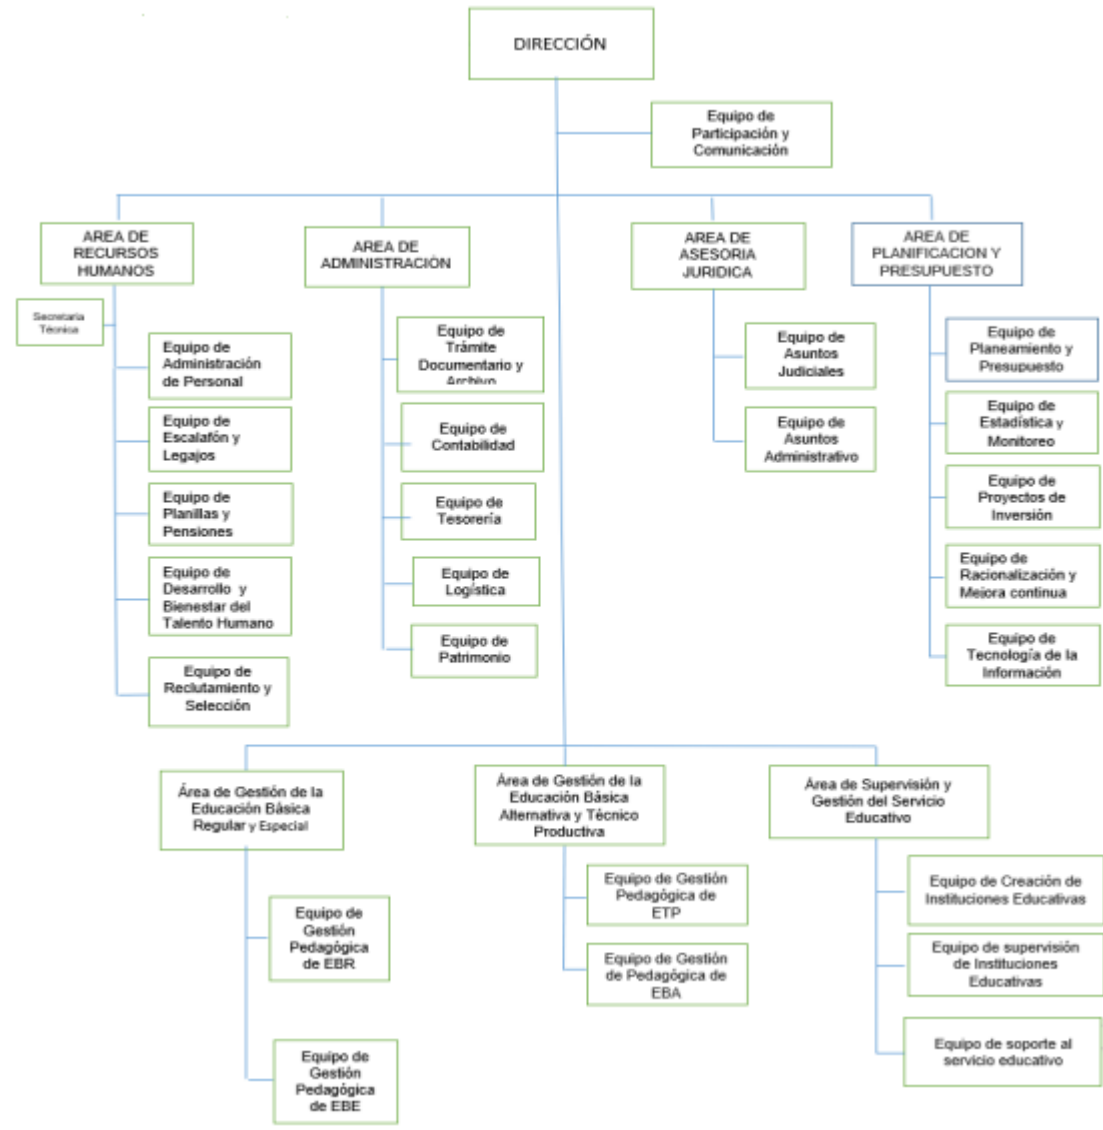 DIRECCIÓN
Equipo de
Participación y
Comunicación
AREA DE
RECURSOS
HUMANOS
AREA DE
ADMINISTRACIÓN
AREA DE
ASESORIA
JURIDICA
AREA DE
PLANIFICACION Y
PRESUPUESTO
Secretaria
Técnica
Equipo de
Administración
de Personal
Equipo de
Escalafón y
Legajos
Equipo de
Planillas y
Pensiones
Equipo de
Desarrollo y
Bienestar del
Talento Humano
Equipo de
Reclutamiento y
Selección
Equipo de
Trámite
Documentario y
Archivo
Equipo de
Contabilidad
Equipo de
Tesorería
Equipo de
Logística
Equipo de
Patrimonio
Equipo de
Asuntos
Judiciales
Equipo de
Asuntos
Administrativo
Equipo de
Planeamiento y
Presupuesto
Equipo de
Estadística y
Monitoreo
Equipo de
Proyectos de
Inversión
Equipo de
Racionalización y
Mejora continua
Equipo de
Tecnología de la
Información
Área de Gestión de la
Educación Básica
Regular y Especial
Área de Gestión de la
Educación Básica
Alternativa y Técnico
Productiva
Área de Supervisión y
Gestión del Servicio
Educativo
Equipo de
Gestión
Pedagógica
de EBR
Equipo de
Gestión
Pedagógica
de EBE
Equipo de Gestión
Pedagógica de
ETP
Equipo de Gestión
de Pedagógica de
EBA
Equipo de Creación de
Instituciones Educativas
Equipo de supervisión
de Instituciones
Educativas
Equipo de soporte al
servicio educativo